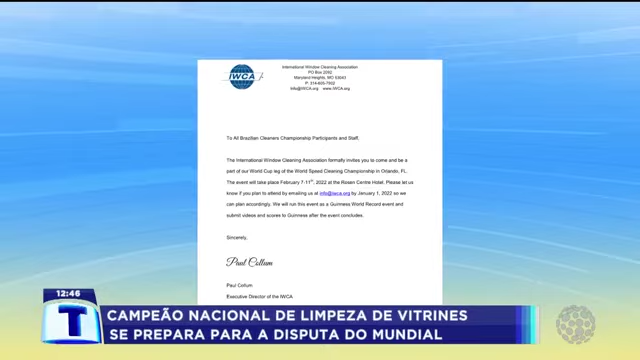 IWCA
International Window Cleaning Association
PO Box 2092
Maryland Heights, MO 63043
P: 314-605-7902
info@IWCA.org www.IWCA.org
To All Brazilian Cleaners Championship Participants and Staff,
The International Window Cleaning Association formally invites you to come and be a
part of our World Cup leg of the World Speed Cleaning Championship in Orlando, FL.
The event will take place February 7-11th, 2022 at the Rosen Centre Hotel. Please let us
know if you plan to attend by emailing us at info@iwca.org by January 1, 2022 so we
can plan accordingly. We will run this event as a Guinness World Record event and
submit videos and scores to Guinness after the event concludes.
Sincerely,
Paul Collum
Paul Collum
Executive Director of the IWCA
12:46
T
CAMPEÃO NACIONAL DE LIMPEZA DE VITRINES
SE PREPARA PARA A DISPUTA DO MUNDIAL